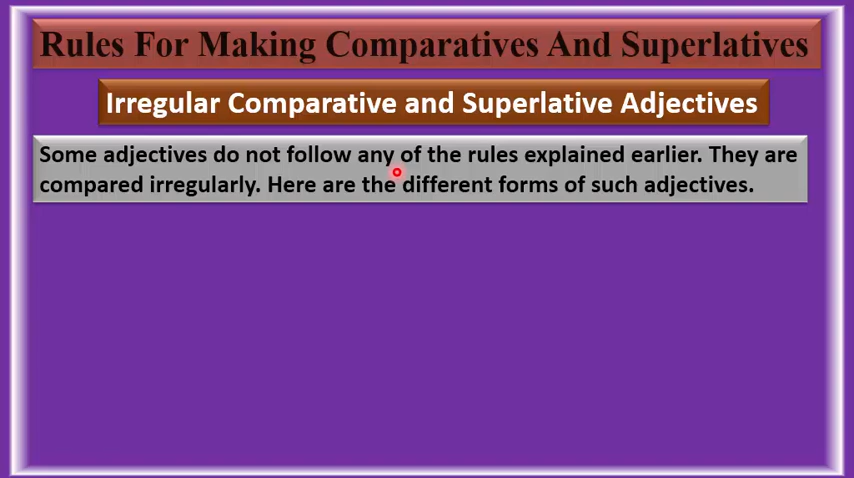 Rules For Making Comparatives And Superlatives
Irregular Comparative and Superlative Adjectives
Some adjectives do not follow any of the rules explained earlier. They are
compared irregularly. Here are the different forms of such adjectives.